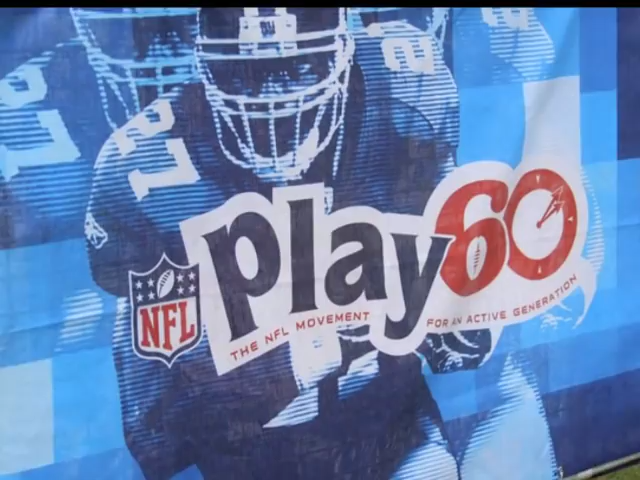 play60
NFL
THE NFL MOVEMENT FOR AN ACTIVE GENERATION